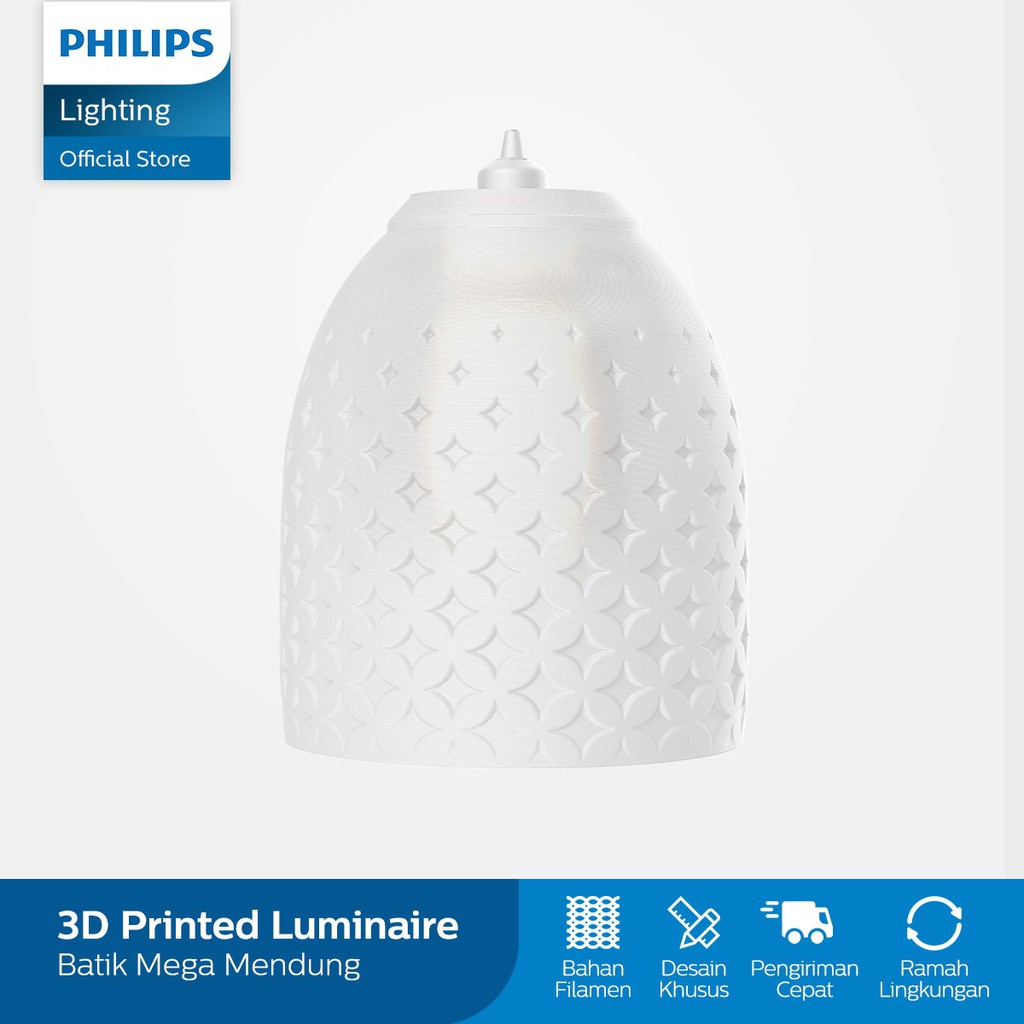 PHILIPS
Lighting
Official Store
3D Printed Luminaire
Batik Mega Mendung
Bahan
Filamen
Desain
Khusus
Pengiriman
Cepat
Ramah
Lingkungan